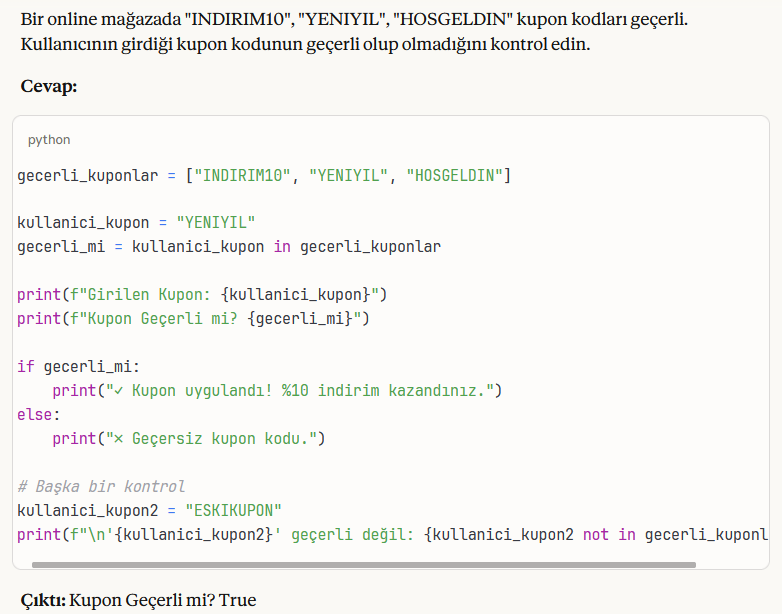 Bir online mağazada "INDIRIM10", "YENIYIL", "HOSGELDIN" kupon kodları geçerli.
Kullanıcının girdiği kupon kodunun geçerli olup olmadığını kontrol edin.
Cevap:
python
gecerli_kuponlar = ["INDIRIM10", "YENIYIL", "HOSGELDIN"]
kullanici_kupon = "YENIYIL"
gecerli_mi = kullanici_kupon in gecerli_kuponlar
print(f"Girilen Kupon: {kullanici_kupon}")
print(f"Kupon Geçerli mi? {gecerli_mi}")
if gecerli_mi:
    print("✓ Kupon uygulandı! %10 indirim kazandınız.")
else:
    print("✕ Geçersiz kupon kodu.")
# Başka bir kontrol
kullanici_kupon2 = "ESKIKUPON"
print(f"\n'{kullanici_kupon2}' geçerli değil: {kullanici_kupon2 not in gecerli_kuponl
Çıktı: Kupon Geçerli mi? True